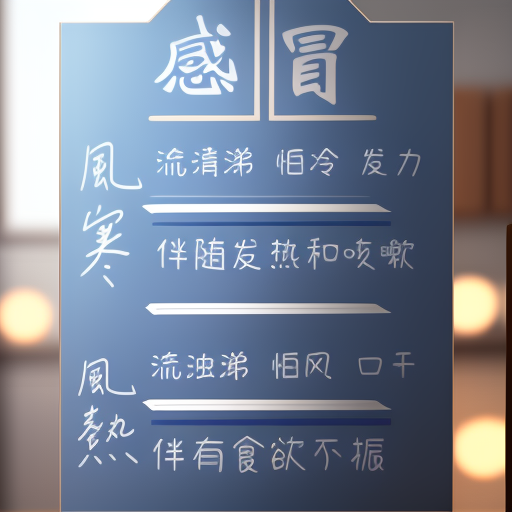 感冒
風寒
流清涕 怕冷 发力
伴随发热和咳嗽
風熱
流浊涕 怕风 口干
伴有食欲不振